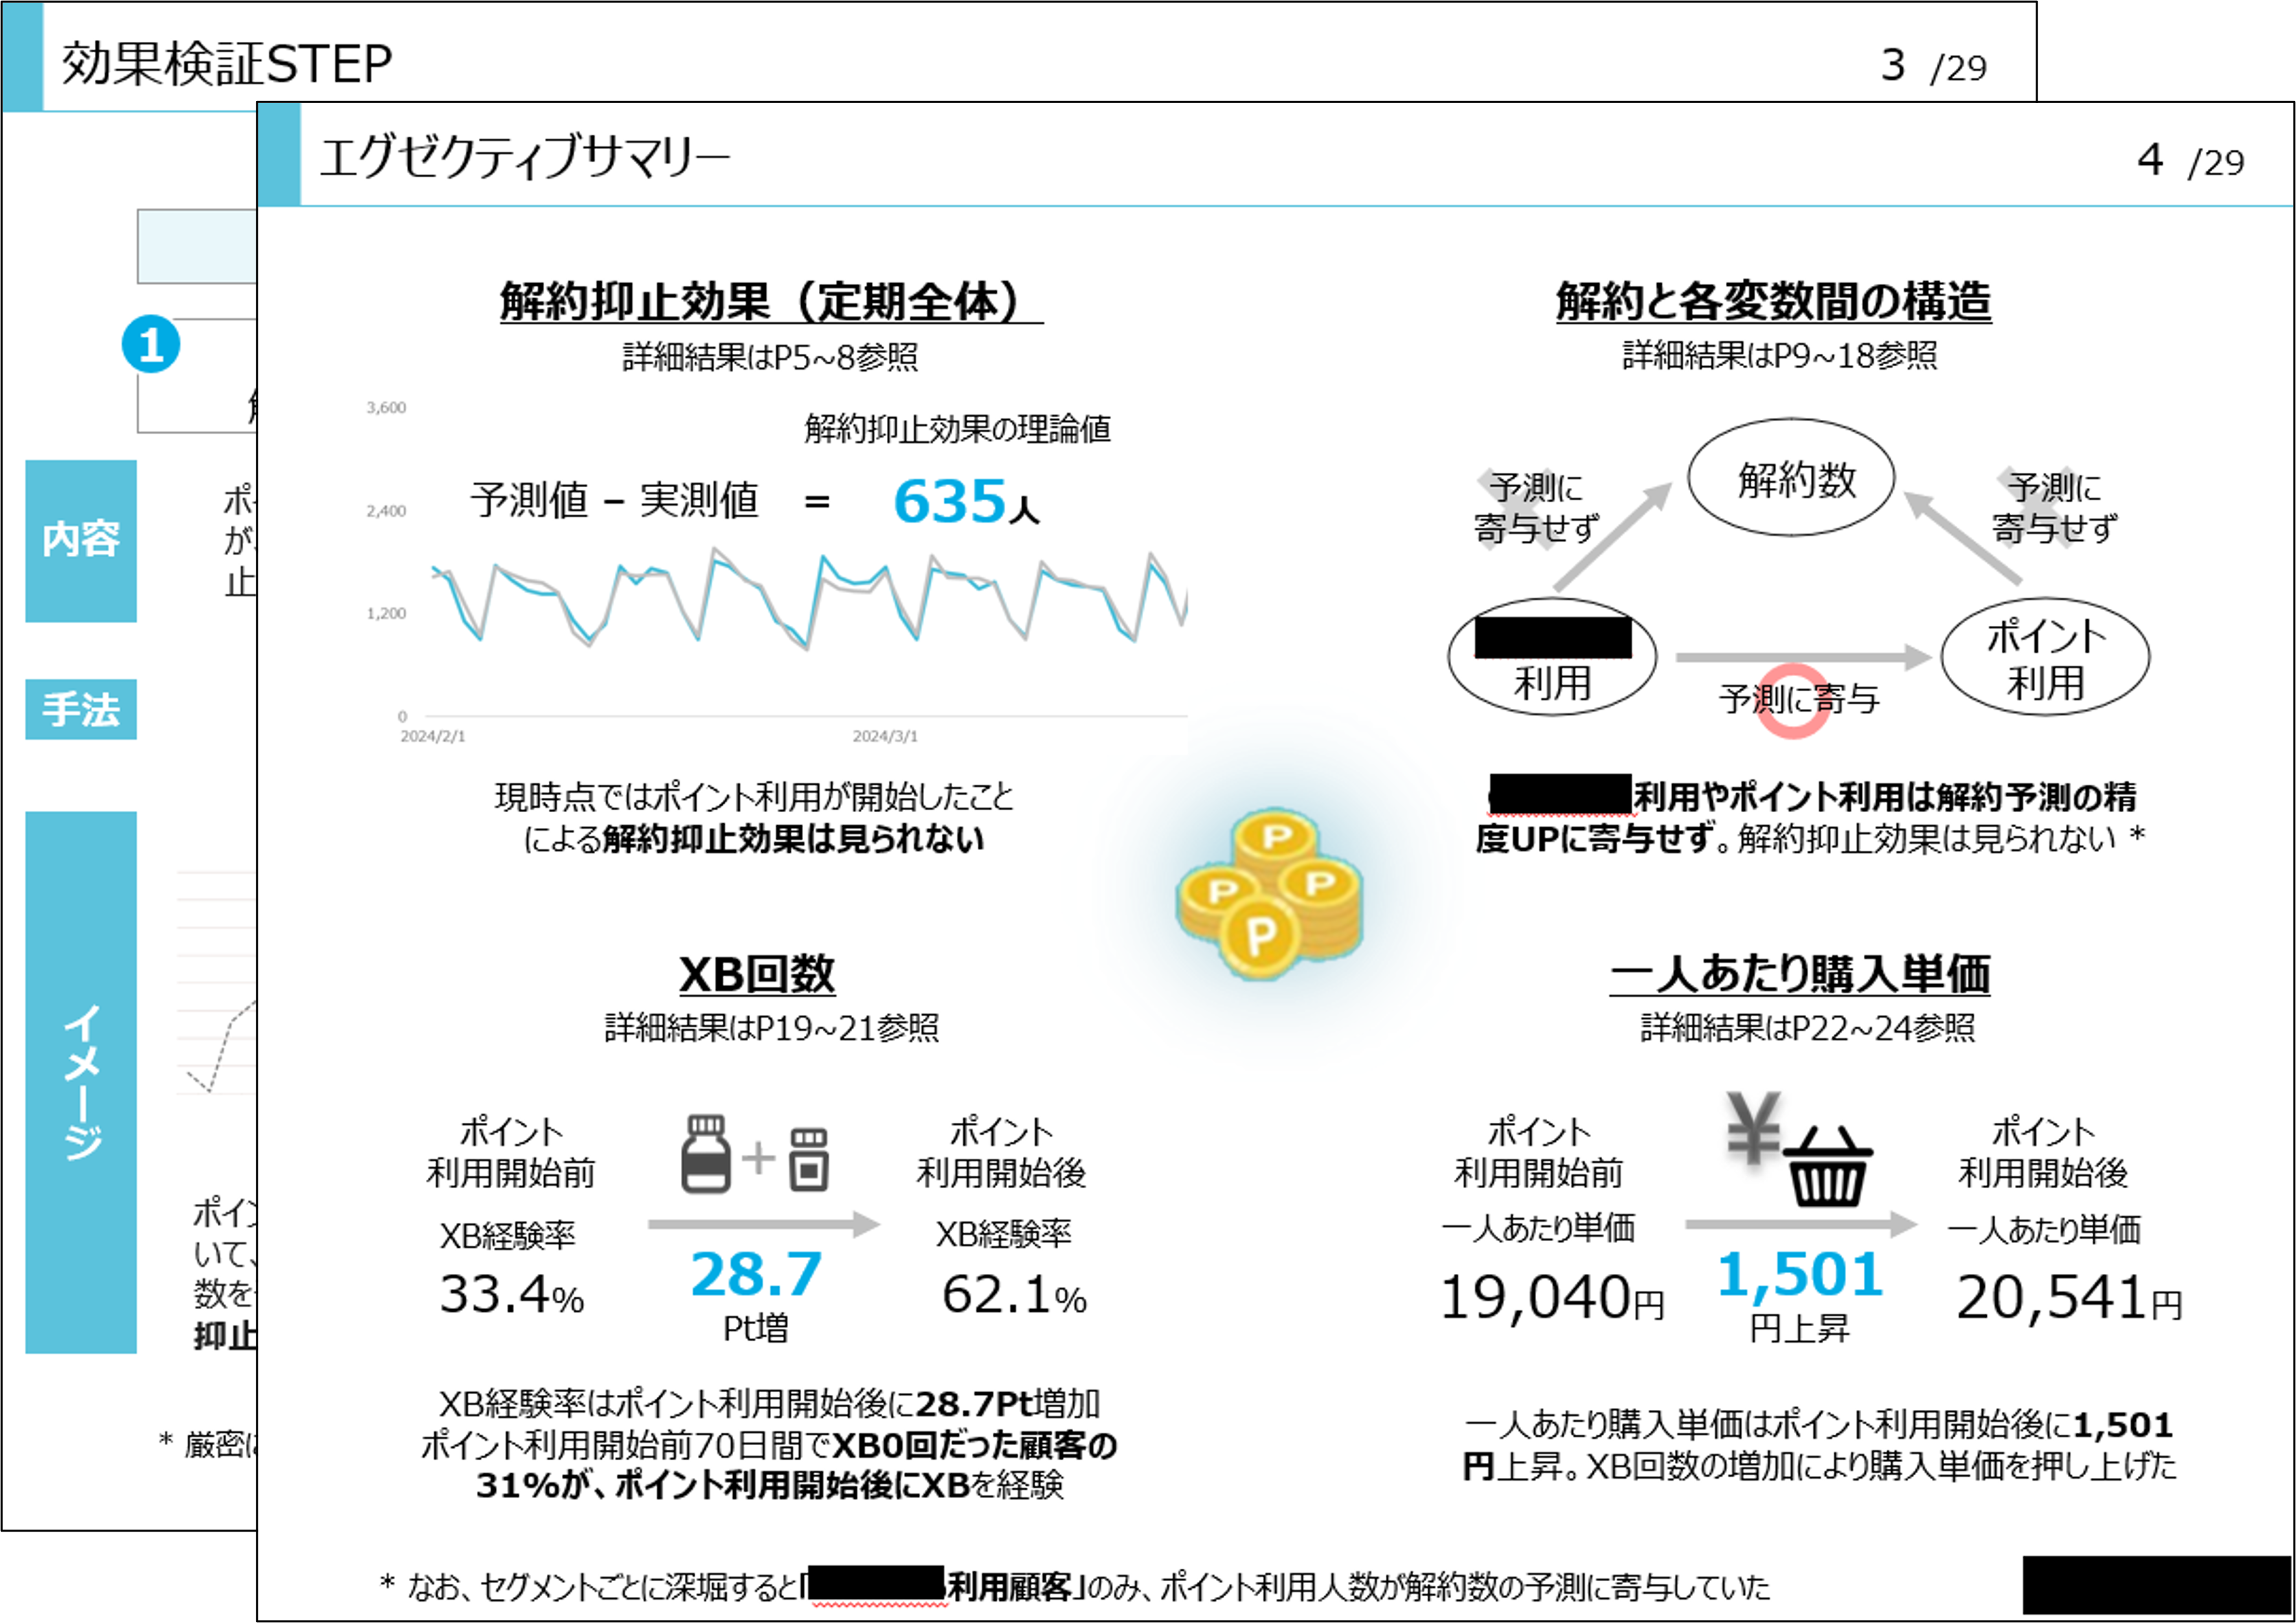 効果検証STEP
3 /29
エグゼクティブサマリー
4 /29
1
内容
ポ
が、
止
手法
イメージ
ポイン
いて、
数を
抑止
* 厳密に
解約抑止効果（定期全体）
詳細結果はP5~8参照
3,600
2,400
1,200
0
2024/2/1
2024/3/1
解約抑止効果の理論値
予測値 – 実測値 = 635人
現時点ではポイント利用が開始したこと
による解約抑止効果は見られない
解約と各変数間の構造
詳細結果はP9~18参照
解約数
予測に
寄与せず
予測に
寄与せず
利用
ポイント
利用
予測に寄与
利用やポイント利用は解約予測の精
度UPに寄与せず。解約抑止効果は見られない *
P
P
P
P
XB回数
詳細結果はP19~21参照
ポイント
利用開始前
XB経験率
33.4%
28.7
Pt増
ポイント
利用開始後
XB経験率
62.1%
XB経験率はポイント利用開始後に28.7Pt増加
ポイント利用開始前70日間でXB0回だった顧客の
31%が、ポイント利用開始後にXBを経験
一人あたり購入単価
詳細結果はP22~24参照
ポイント
利用開始前
一人あたり単価
19,040円
¥
1,501
円上昇
ポイント
利用開始後
一人あたり単価
20,541円
一人あたり購入単価はポイント利用開始後に1,501
円上昇。XB回数の増加により購入単価を押し上げた
* なお、セグメントごとに深堀すると「利用顧客」のみ、ポイント利用人数が解約数の予測に寄与していた